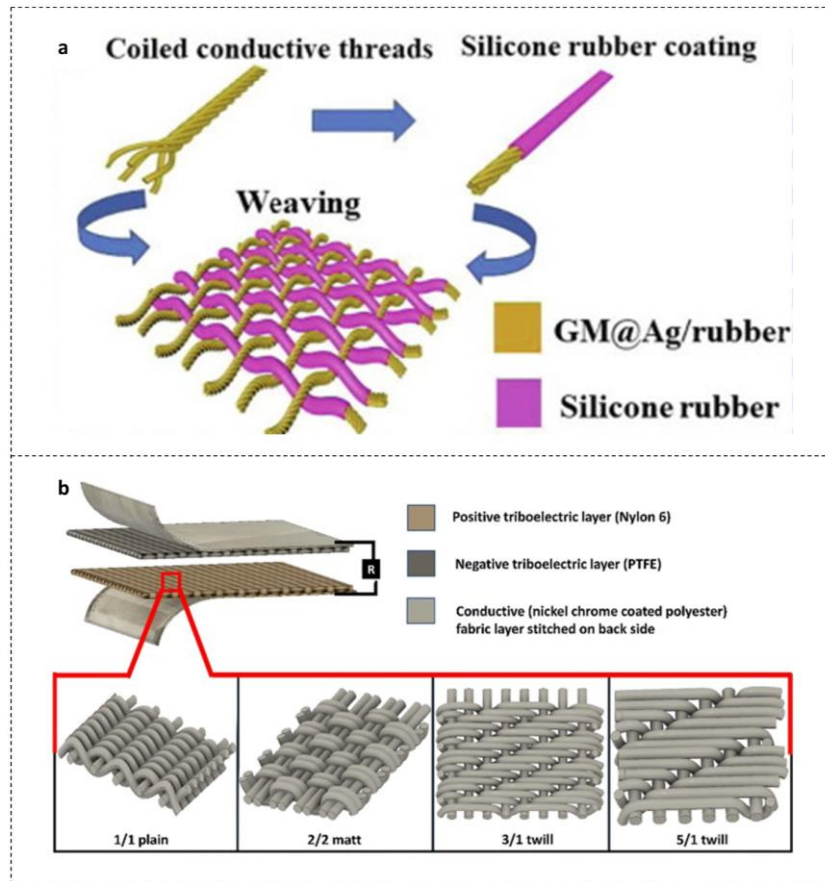 a
Coiled conductive threads
Silicone rubber coating
Weaving
GM@Ag/rubber
Silicone rubber
b
Positive triboelectric layer (Nylon 6)
R
Negative triboelectric layer (PTFE)
Conductive (nickel chrome coated polyester)
fabric layer stitched on back side
1/1 plain
2/2 matt
3/1 twill
5/1 twill